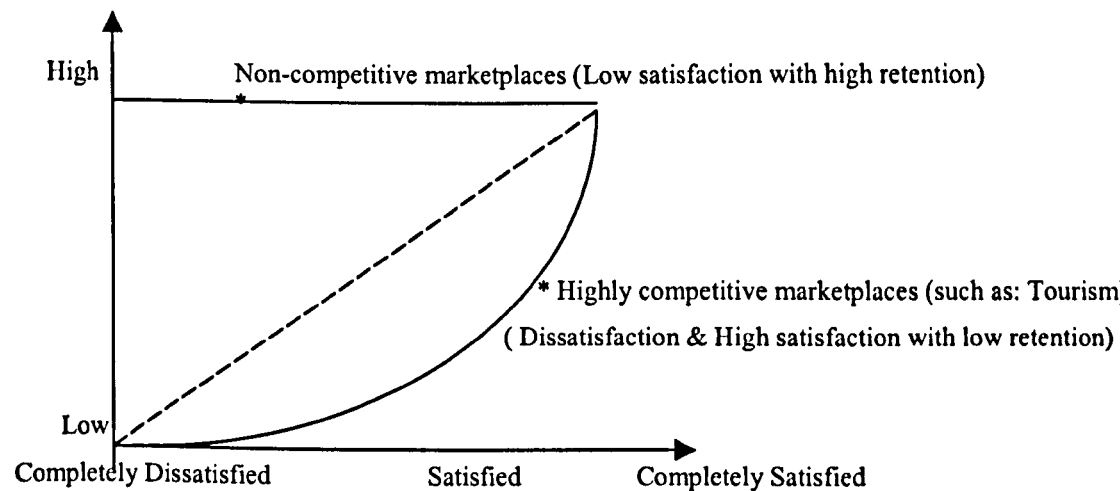 High
Non-competitive marketplaces (Low satisfaction with high retention)
*
* Highly competitive marketplaces (such as: Tourism)
( Dissatisfaction & High satisfaction with low retention)
Low
Completely Dissatisfied Satisfied Completely Satisfied